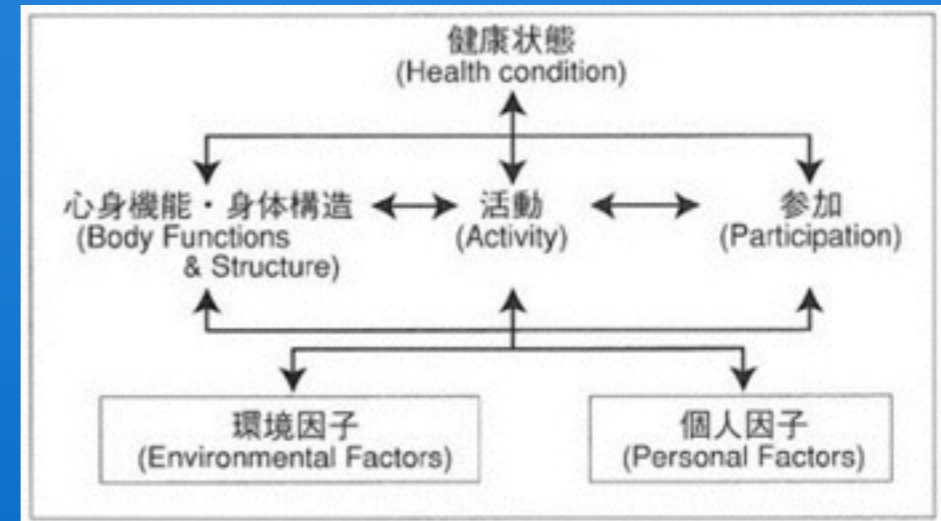 健康状態
(Health condition)
心身機能・身体構造
(Body Functions
& Structure)
活動
(Activity)
参加
(Participation)
環境因子
(Environmental Factors)
個人因子
(Personal Factors)